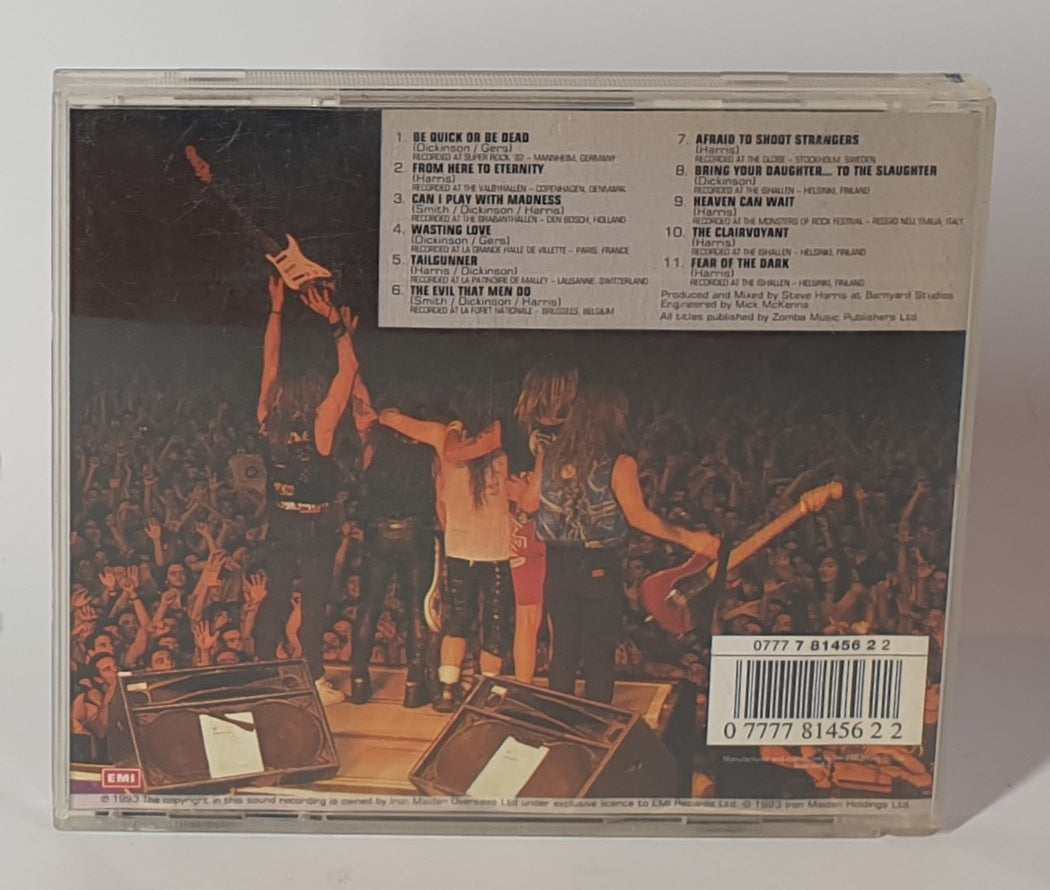 1. BE QUICK OR BE DEAD
(Dickinson / Gers)
RECORDED AT SUPER ROCK '92 – MANNHEIM, GERMANY
2. FROM HERE TO ETERNITY
(Harris)
RECORDED AT THE VALBYHALLEN – COPENHAGEN, DENMARK
3. CAN I PLAY WITH MADNESS
(Smith / Dickinson / Harris)
RECORDED AT THE BRABANTHALLEN – DEN BOSCH, HOLLAND
4. WASTING LOVE
(Dickinson / Gers)
RECORDED AT LA GRANDE HALLE DE VILLETTE – PARIS, FRANCE
5. TAILGUNNER
(Harris / Dickinson)
RECORDED AT LA PATINOIRE DE MALLEY – LAUSANNE, SWITZERLAND
6. THE EVIL THAT MEN DO
(Smith / Dickinson / Harris)
RECORDED AT LA FORET NATIONALE – BRUSSELS, BELGIUM
7. AFRAID TO SHOOT STRANGERS
(Harris)
RECORDED AT THE GLOBE – STOCKHOLM, SWEDEN
8. BRING YOUR DAUGHTER... TO THE SLAUGHTER
(Dickinson)
RECORDED AT THE ISHALLEN – HELSINKI, FINLAND
9. HEAVEN CAN WAIT
(Harris)
RECORDED AT THE MONSTERS OF ROCK FESTIVAL – REGGIO NELL EMILIA, ITALY
10. THE CLAIRVOYANT
(Harris)
RECORDED AT THE ISHALLEN – HELSINKI, FINLAND
11. FEAR OF THE DARK
(Harris)
RECORDED AT THE ISHALLEN – HELSINKI, FINLAND
Produced and Mixed by Steve Harris at Barnyard Studios
Engineered by Mick McKenna
All titles published by Zomba Music Publishers Ltd
0777 7 81456 2 2
0 7777 81456 2 2
Manufactured and
EMI
℗ 1993 The copyright in this sound recording is owned by Iron Maiden Overseas Ltd under exclusive licence to EMI Records Ltd. © 1993 Iron Maiden Holdings Ltd.